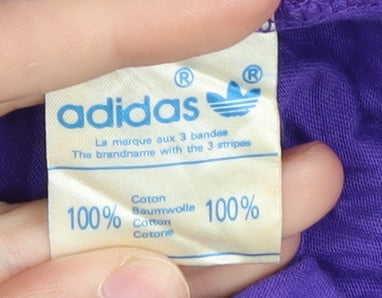 ® ®
adidas
La marque aux 3 bandes
The brandname with the 3 stripes
Coton
100% Baumwolle 100%
Cotton
Cotone